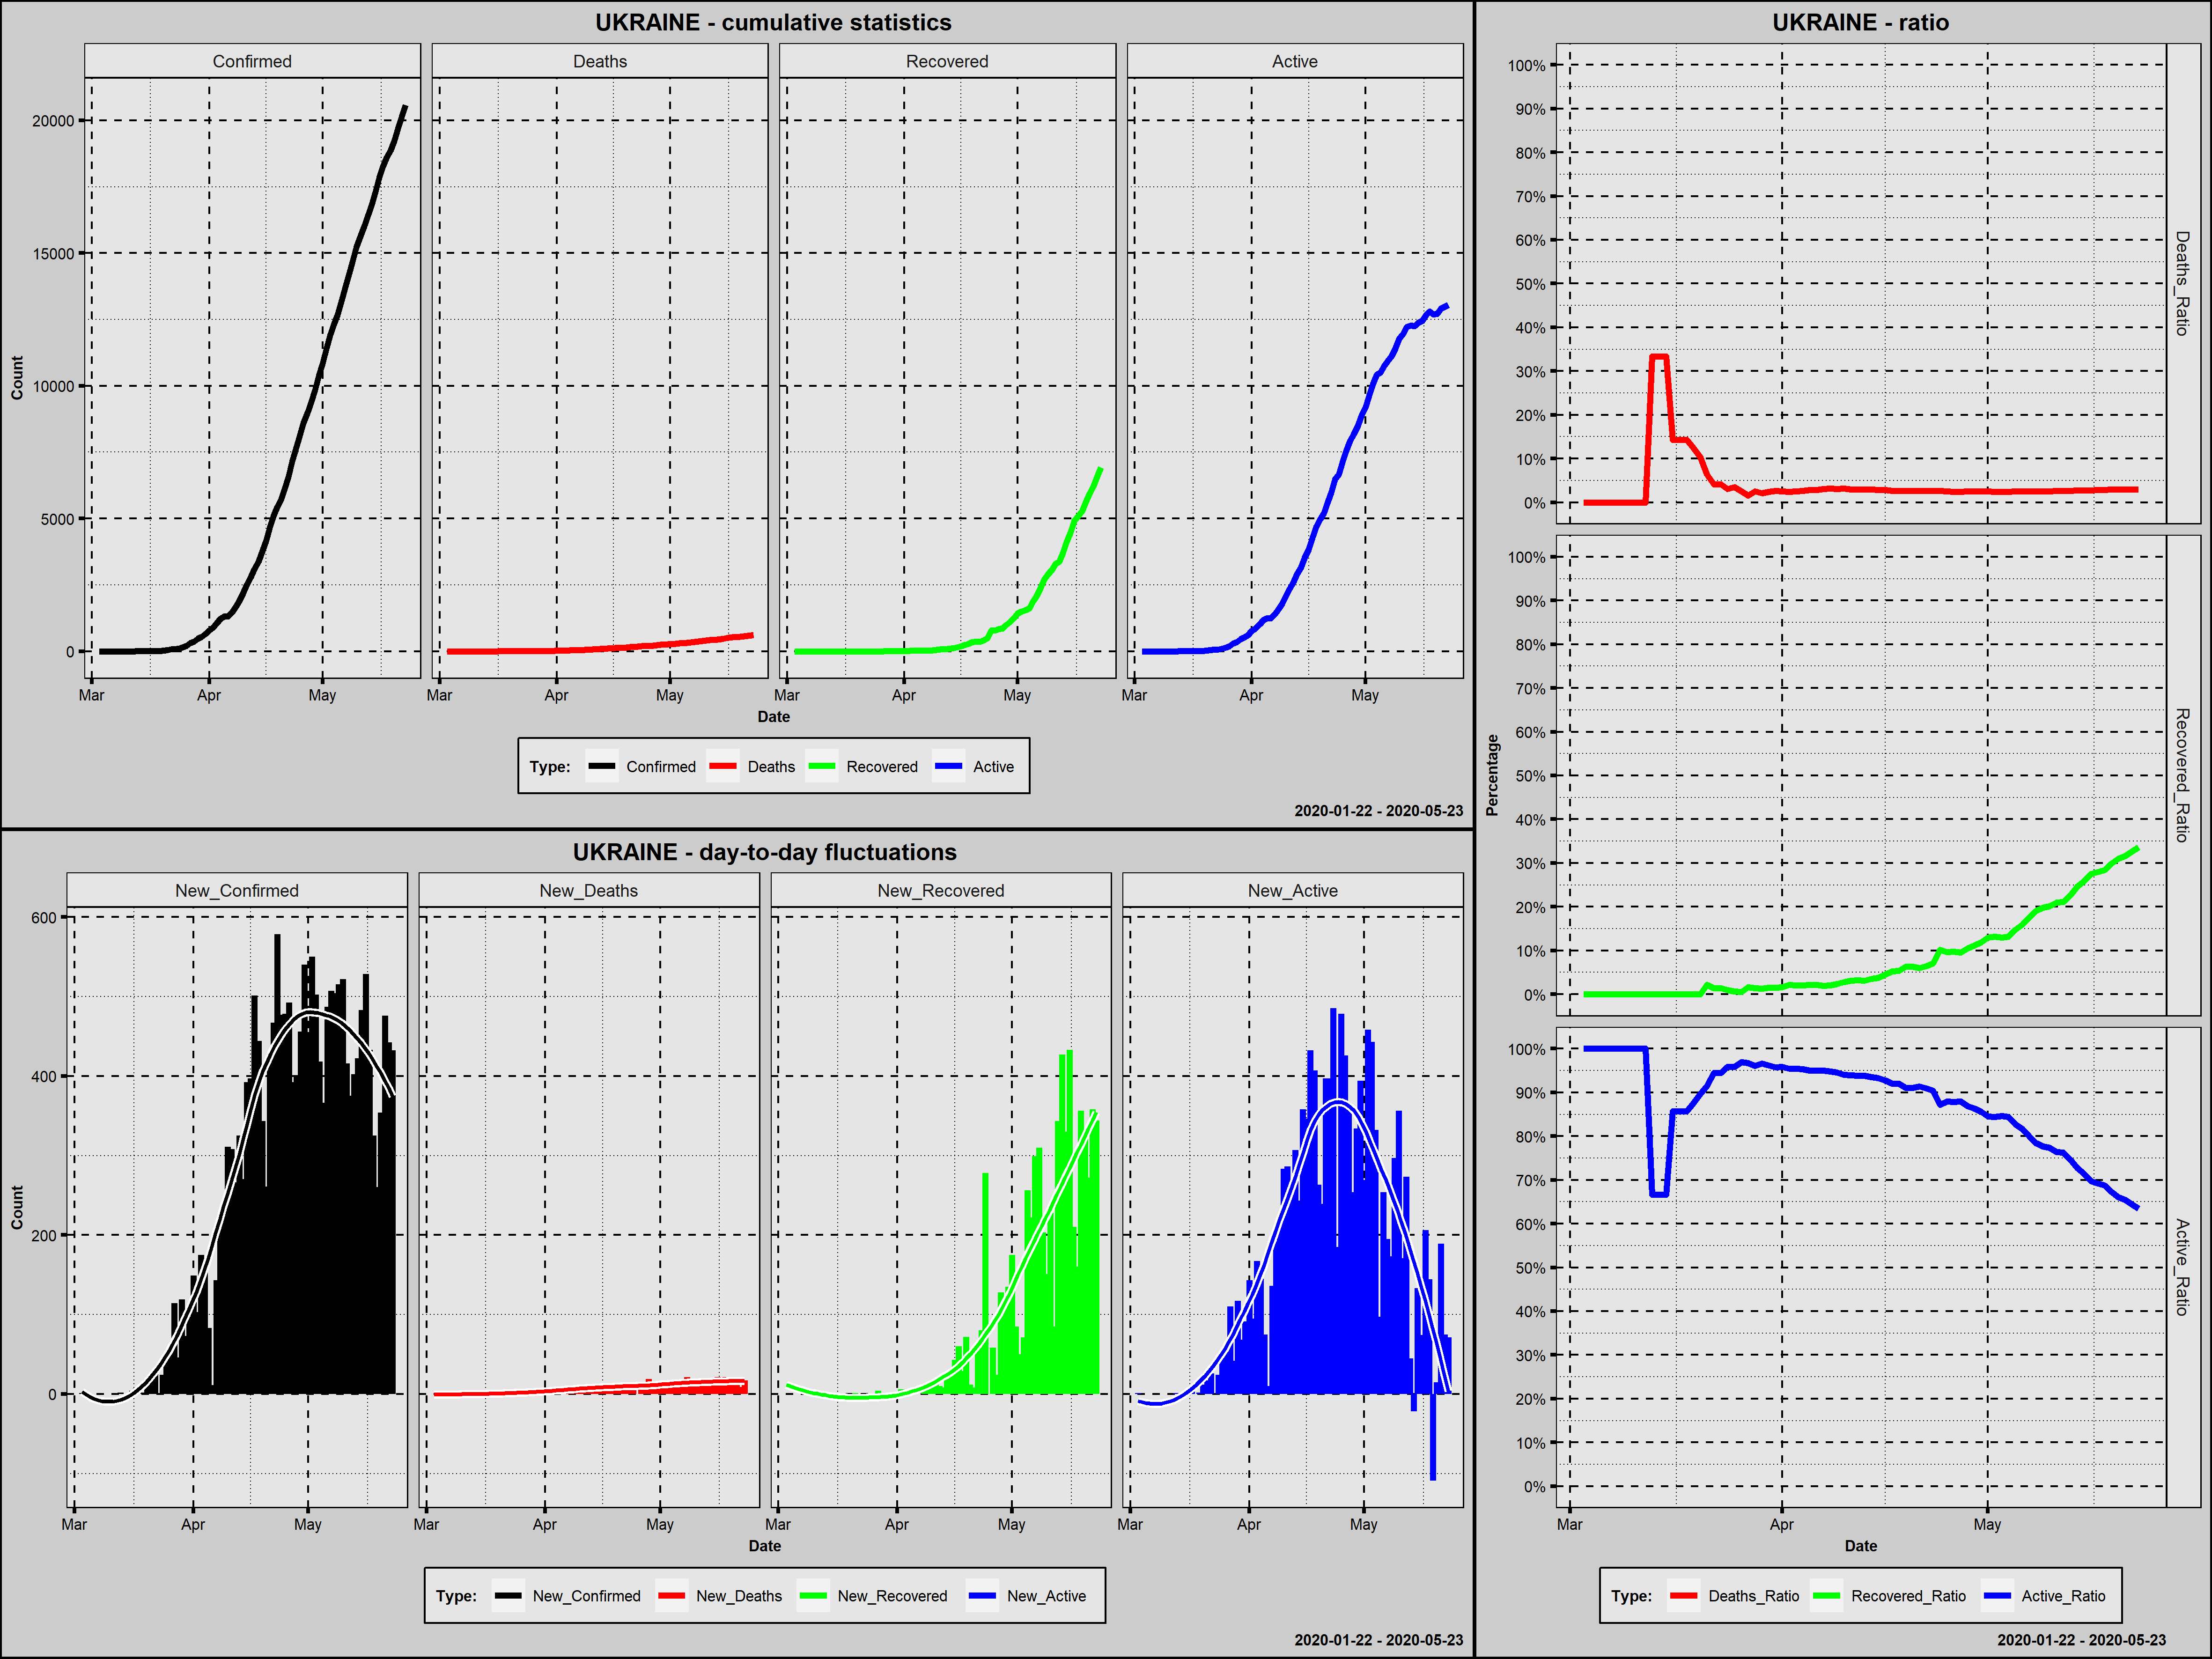 UKRAINE - cumulative statistics
Confirmed Deaths Recovered Active
20000
15000
10000
5000
0
Count
Mar Apr May Mar Apr May Mar Apr May Mar Apr May
Date
Type: Confirmed Deaths Recovered Active
2020-01-22 - 2020-05-23
UKRAINE - day-to-day fluctuations
New_Confirmed New_Deaths New_Recovered New_Active
600
400
200
0
Count
Mar Apr May Mar Apr May Mar Apr May Mar Apr May
Date
Type: New_Confirmed New_Deaths New_Recovered New_Active
2020-01-22 - 2020-05-23
UKRAINE - ratio
100%
90%
80%
70%
60%
50%
40%
30%
20%
10%
0%
Deaths_Ratio
100%
90%
80%
70%
60%
50%
40%
30%
20%
10%
0%
Recovered_Ratio
100%
90%
80%
70%
60%
50%
40%
30%
20%
10%
0%
Active_Ratio
Percentage
Mar Apr May
Date
Type: Deaths_Ratio Recovered_Ratio Active_Ratio
2020-01-22 - 2020-05-23